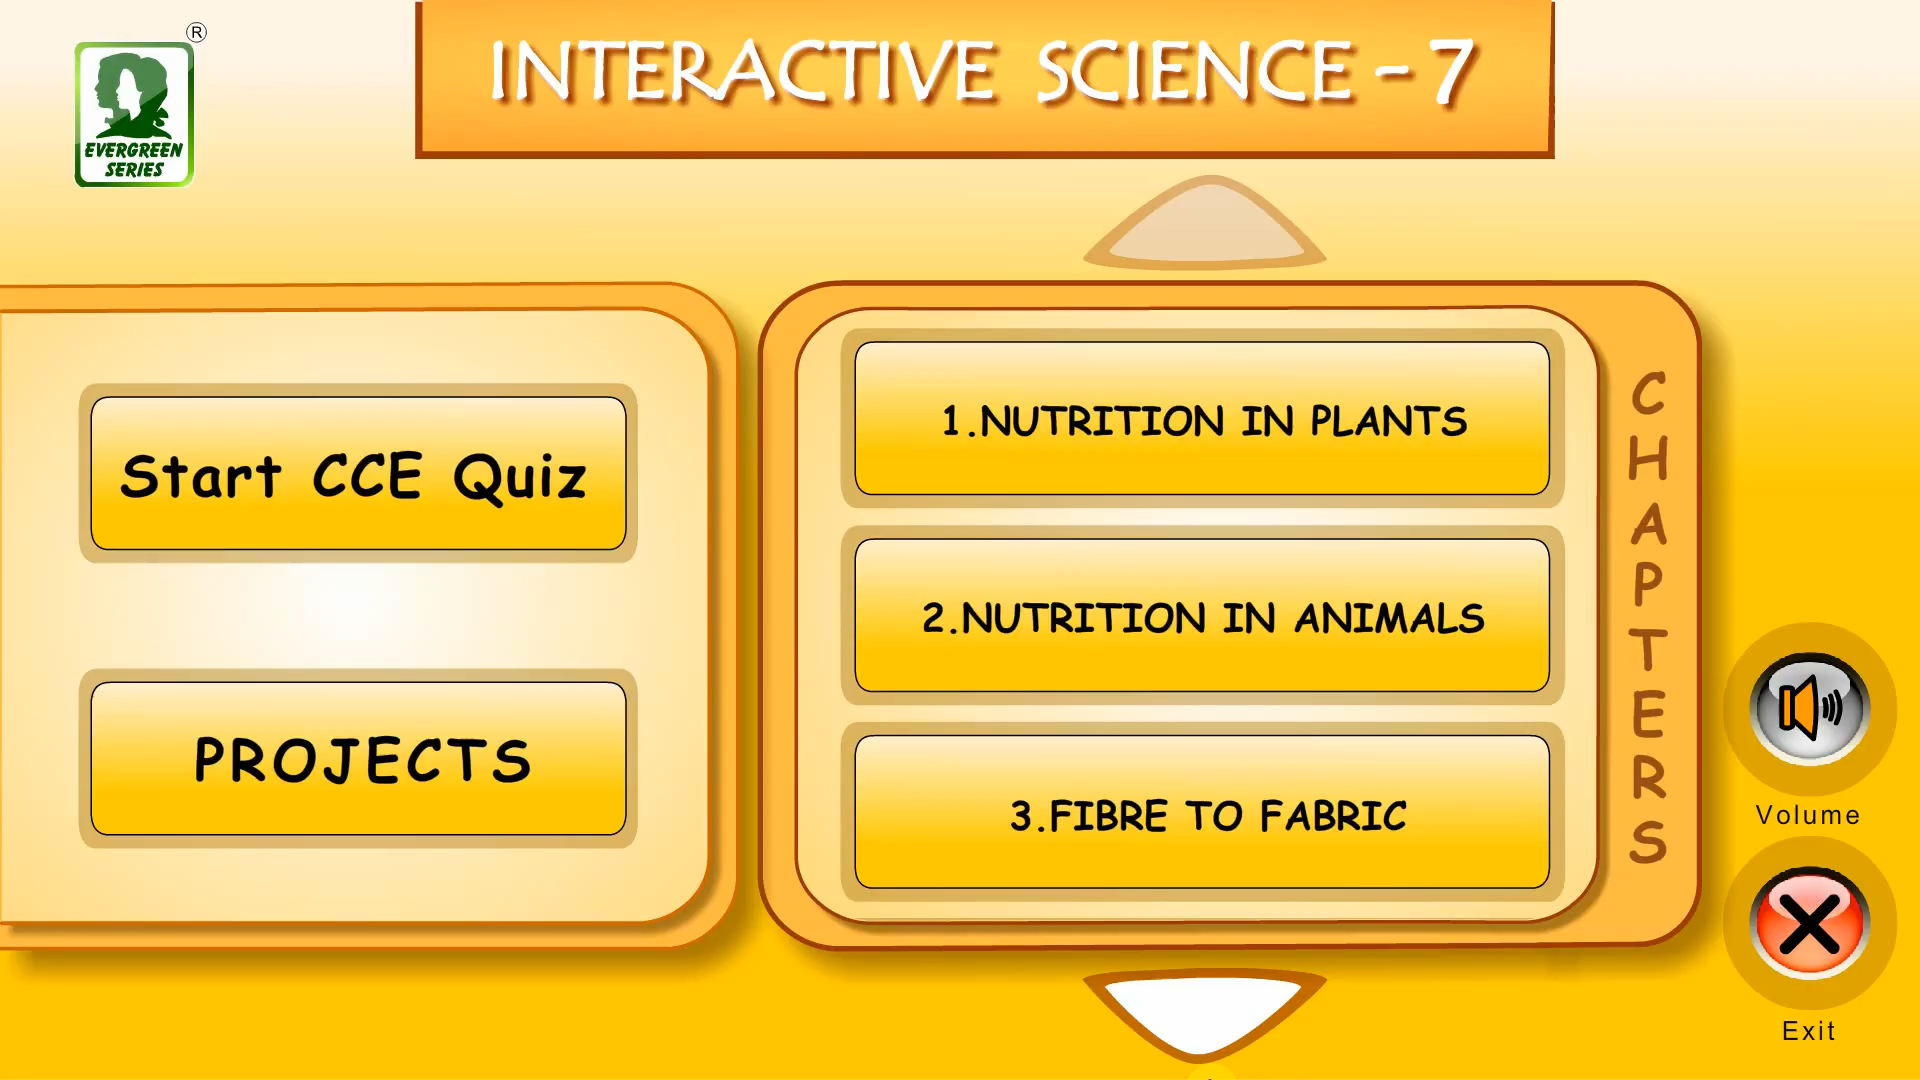 ®
EVERGREEN
SERIES
INTERACTIVE SCIENCE - 7
Start CCE Quiz
PROJECTS
1.NUTRITION IN PLANTS
2.NUTRITION IN ANIMALS
3.FIBRE TO FABRIC
CHAPTERS
Volume
Exit